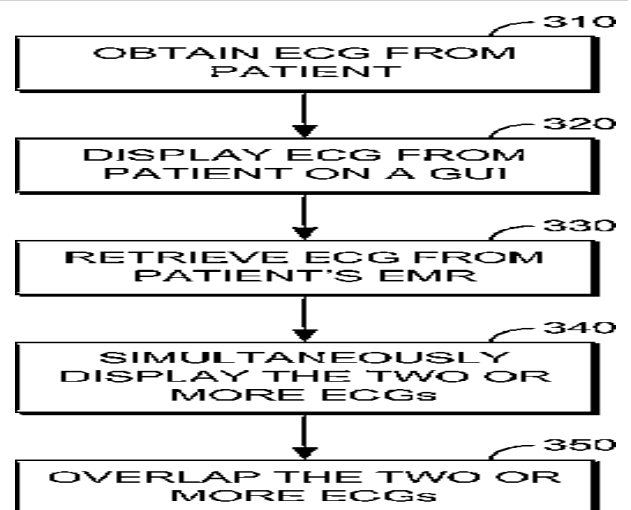 310
OBTAIN ECG FROM
PATIENT
320
DISPLAY ECG FROM
PATIENT ON A GUI
330
RETRIEVE ECG FROM
PATIENT'S EMR
340
SIMULTANEOUSLY
DISPLAY THE TWO OR
MORE ECGs
350
OVERLAP THE TWO OR
MORE ECGs